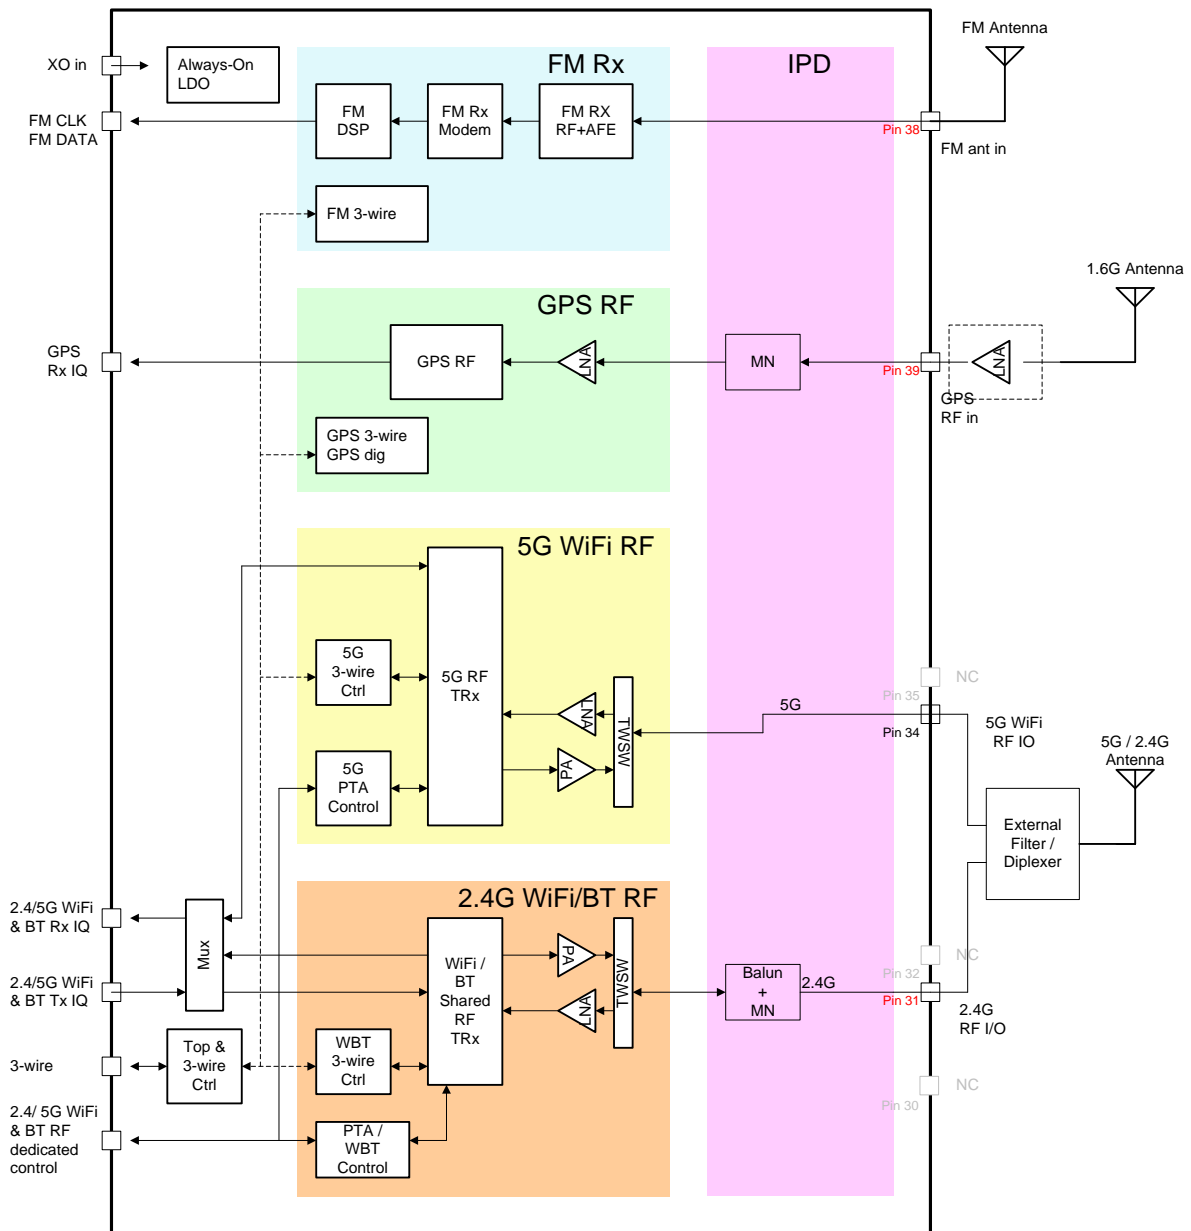 FM Antenna
XO in
Always-On
LDO
FM Rx
IPD
FM CLK
FM DATA
FM
DSP
FM Rx
Modem
FM RX
RF+AFE
Pin 38
FM ant in
FM 3-wire
1.6G Antenna
GPS RF
GPS
Rx IQ
GPS RF
LNA
MN
Pin 39
LNA
GPS
RF in
GPS 3-wire
GPS dig
5G WiFi RF
5G
3-wire
Ctrl
5G RF
TRx
LNA
TWSW
PA
5G
PTA
Control
5G
NC
Pin 35
Pin 34
5G WiFi
RF IO
5G / 2.4G
Antenna
External
Filter /
Diplexer
2.4G WiFi/BT RF
2.4/5G WiFi
& BT Rx IQ
Mux
2.4/5G WiFi
& BT Tx IQ
WiFi /
BT
Shared
RF
TRx
PA
LNA
TWSW
Balun
+
MN
2.4G
NC
Pin 32
Pin 31
2.4G
RF I/O
3-wire
Top &
3-wire
Ctrl
WBT
3-wire
Ctrl
NC
Pin 30
2.4/ 5G WiFi
& BT RF
dedicated
control
PTA /
WBT
Control